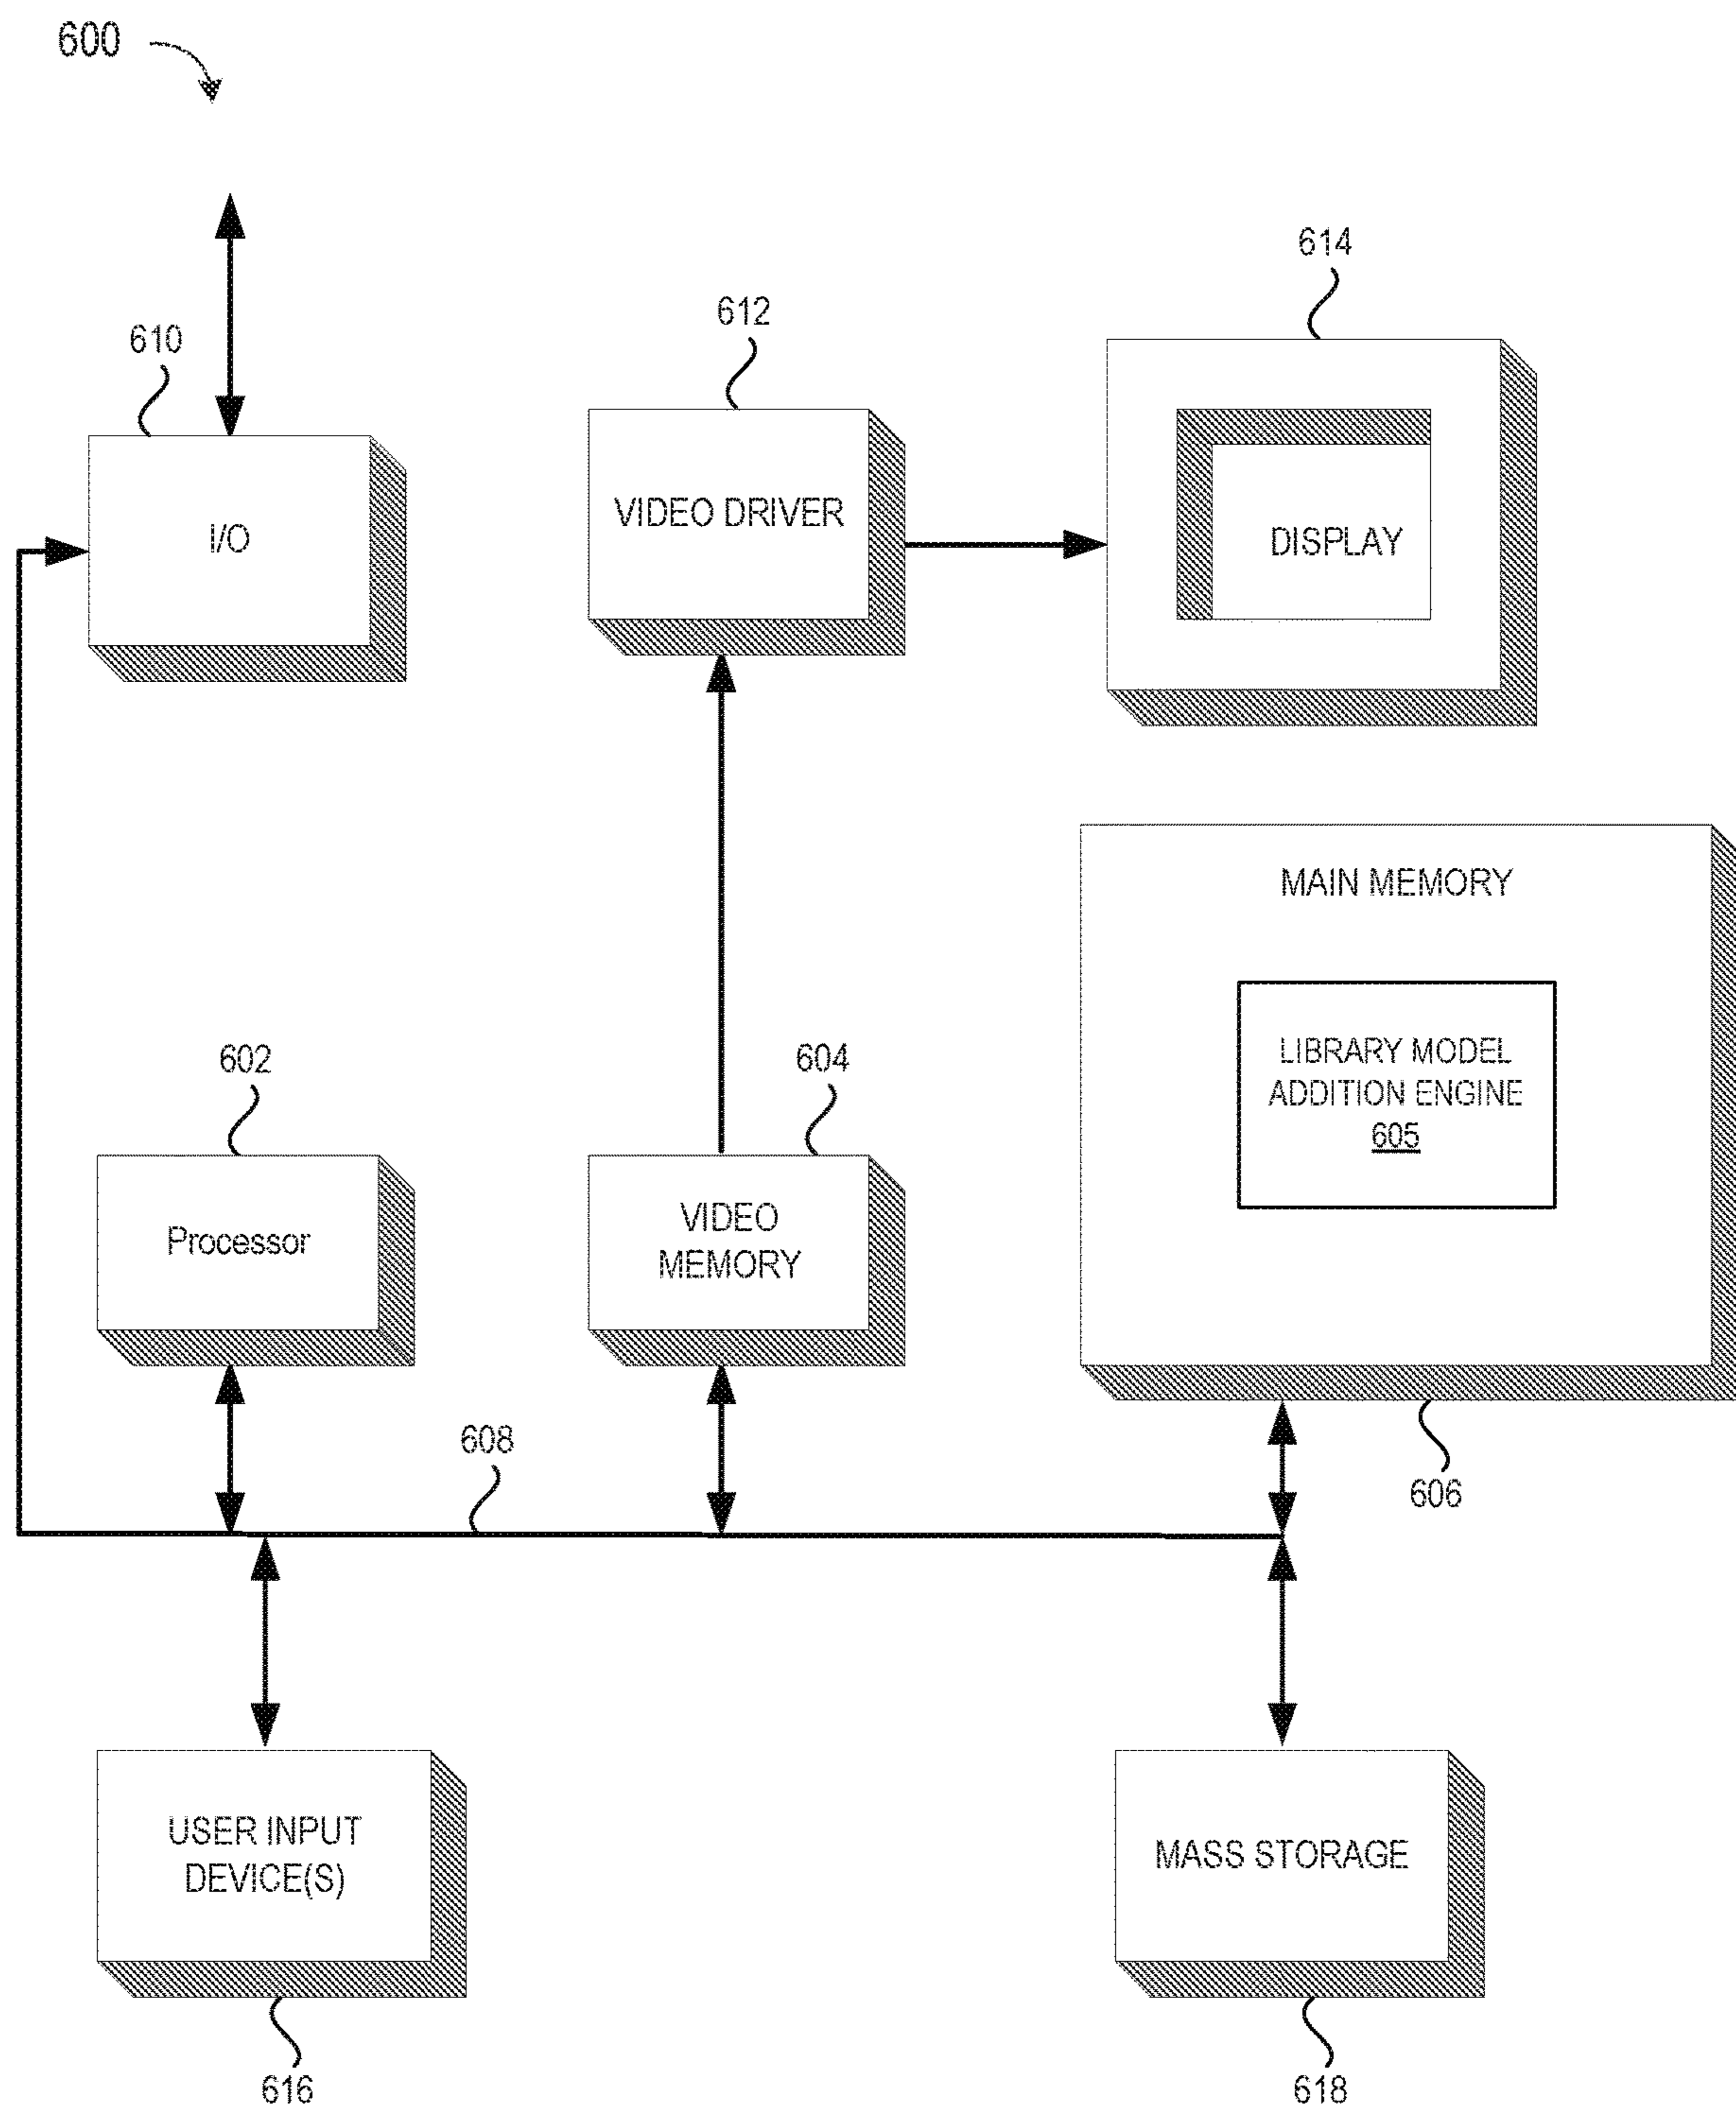 600
614
612
610
I/O
VIDEO DRIVER
DISPLAY
MAIN MEMORY
LIBRARY MODEL
ADDITION ENGINE
605
602
604
Processor
VIDEO
MEMORY
608
606
USER INPUT
DEVICE(S)
MASS STORAGE
616
618